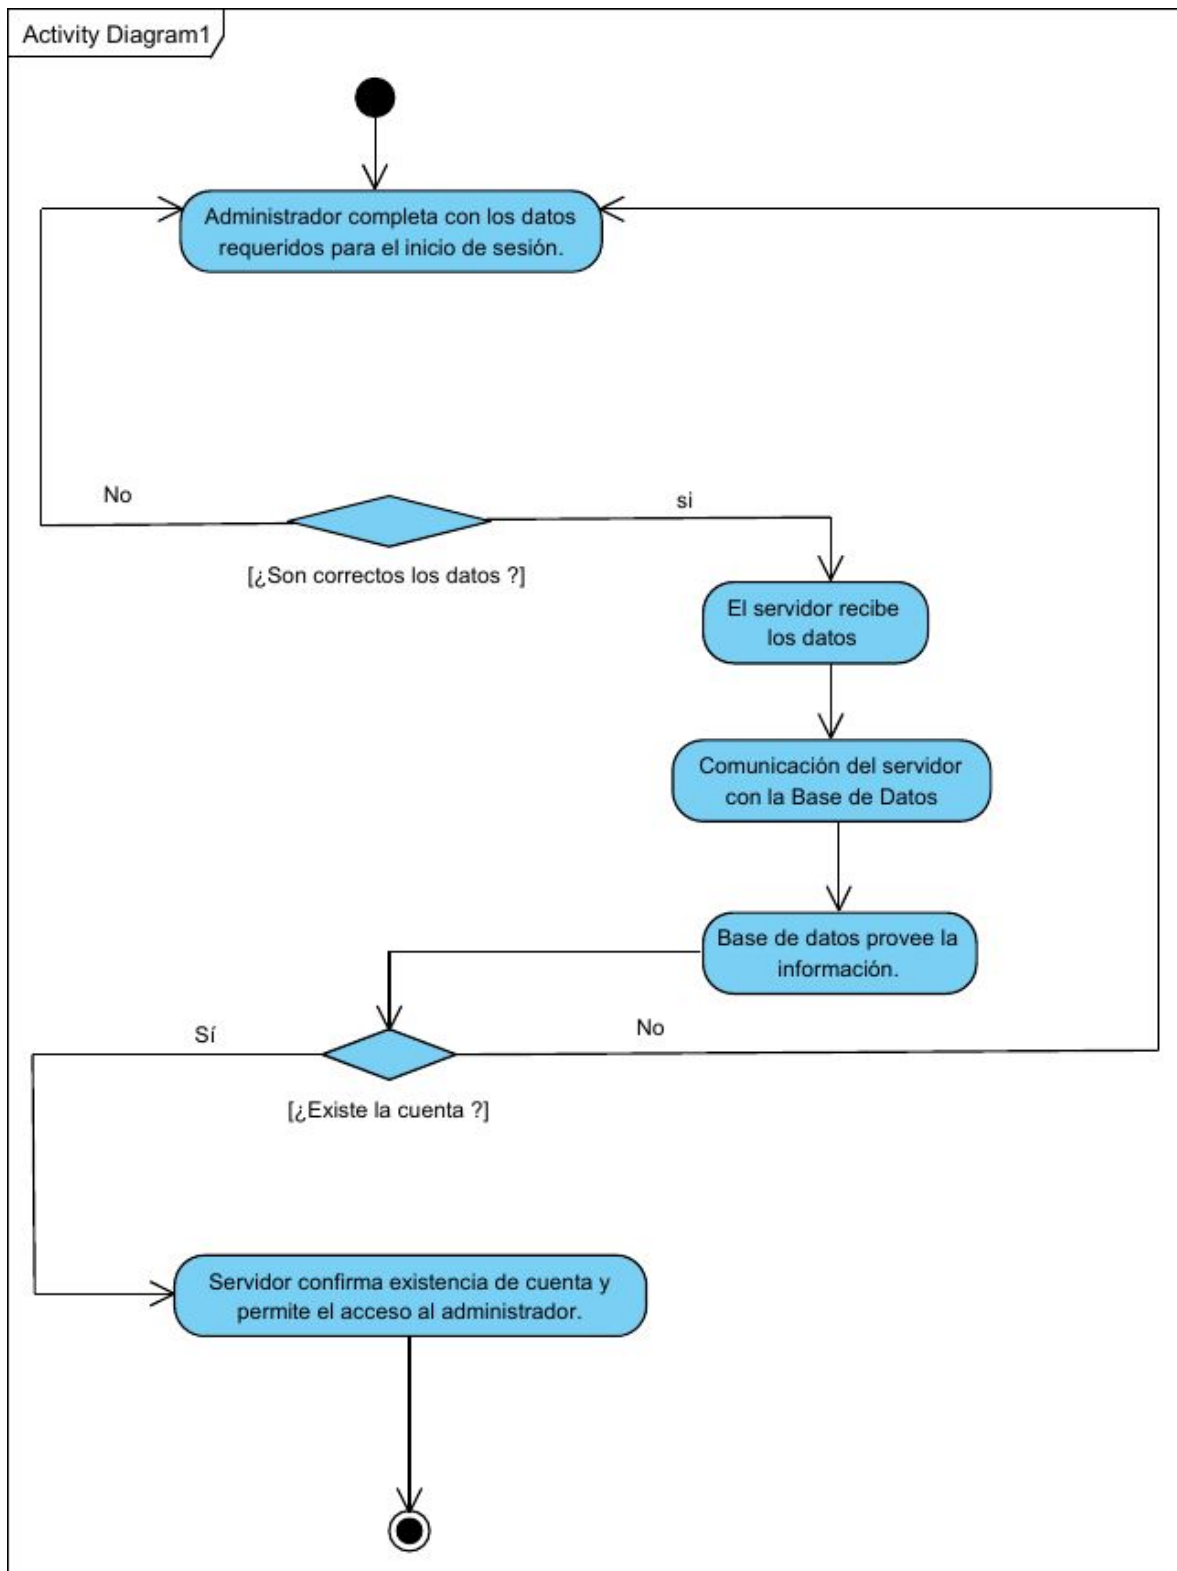 Activity Diagram1
Administrador completa con los datos
requeridos para el inicio de sesión.
No
si
[¿Son correctos los datos ?]
El servidor recibe
los datos
Comunicación del servidor
con la Base de Datos
Base de datos provee la
información.
Sí
No
[¿Existe la cuenta ?]
Servidor confirma existencia de cuenta y
permite el acceso al administrador.